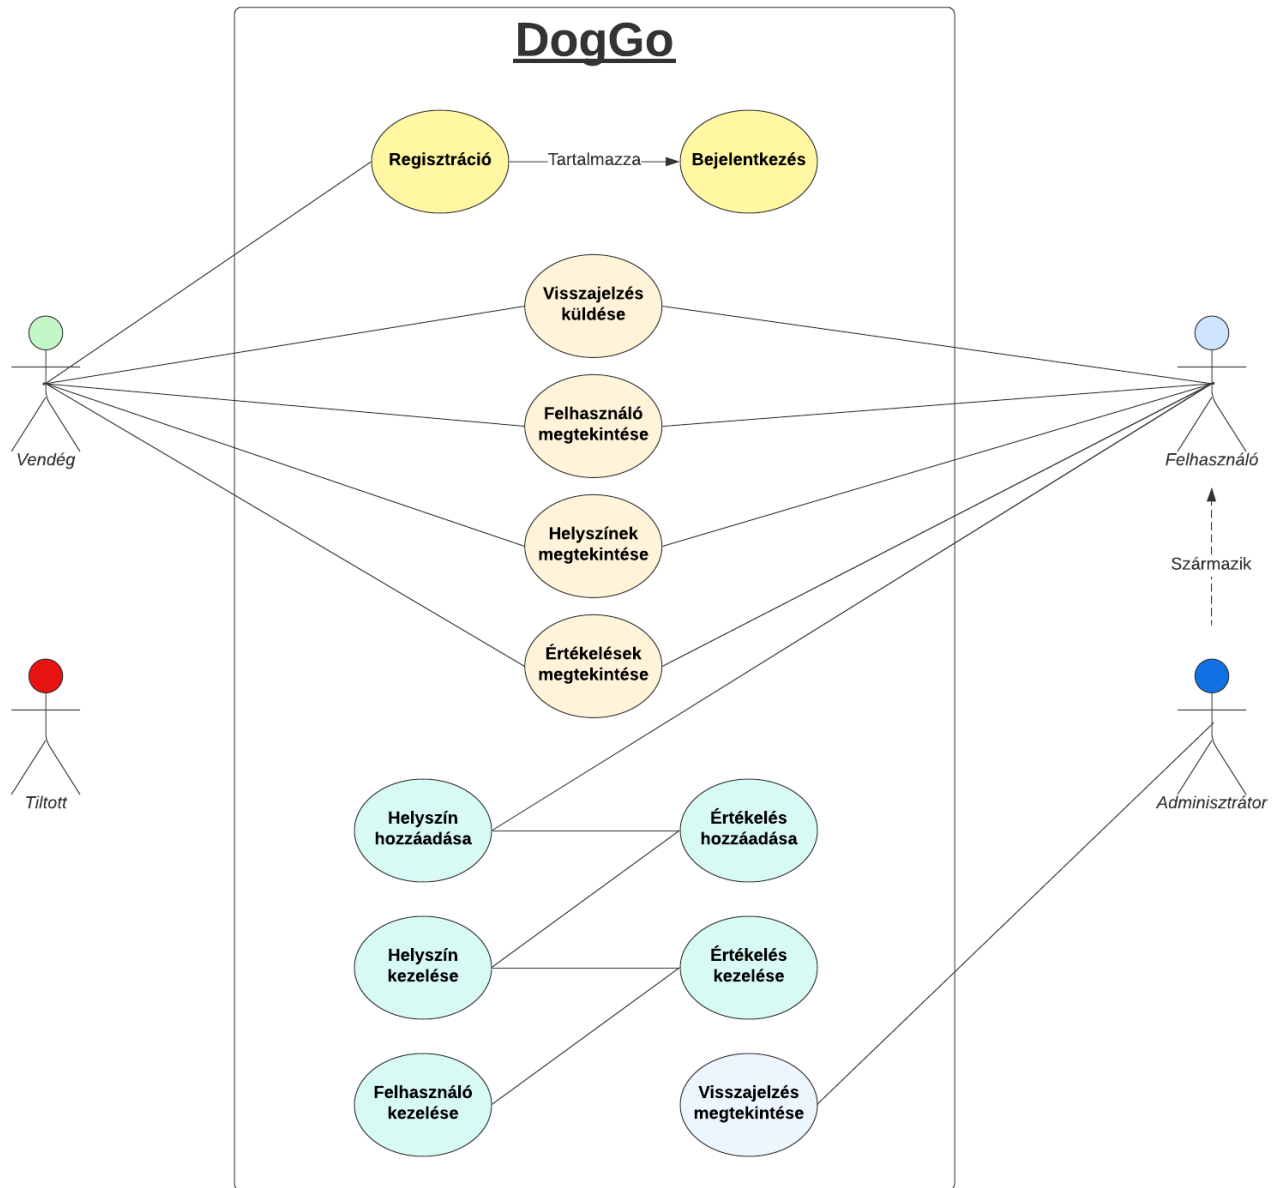 DogGo
Regisztráció
Tartalmazza
Bejelentkezés
Visszajelzés
küldése
Felhasználó
megtekintése
Vendég
Felhasználó
Helyszínek
megtekintése
Származik
Értékelések
megtekintése
Tiltott
Adminisztrátor
Helyszín
hozzáadása
Értékelés
hozzáadása
Helyszín
kezelése
Értékelés
kezelése
Felhasználó
kezelése
Visszajelzés
megtekintése